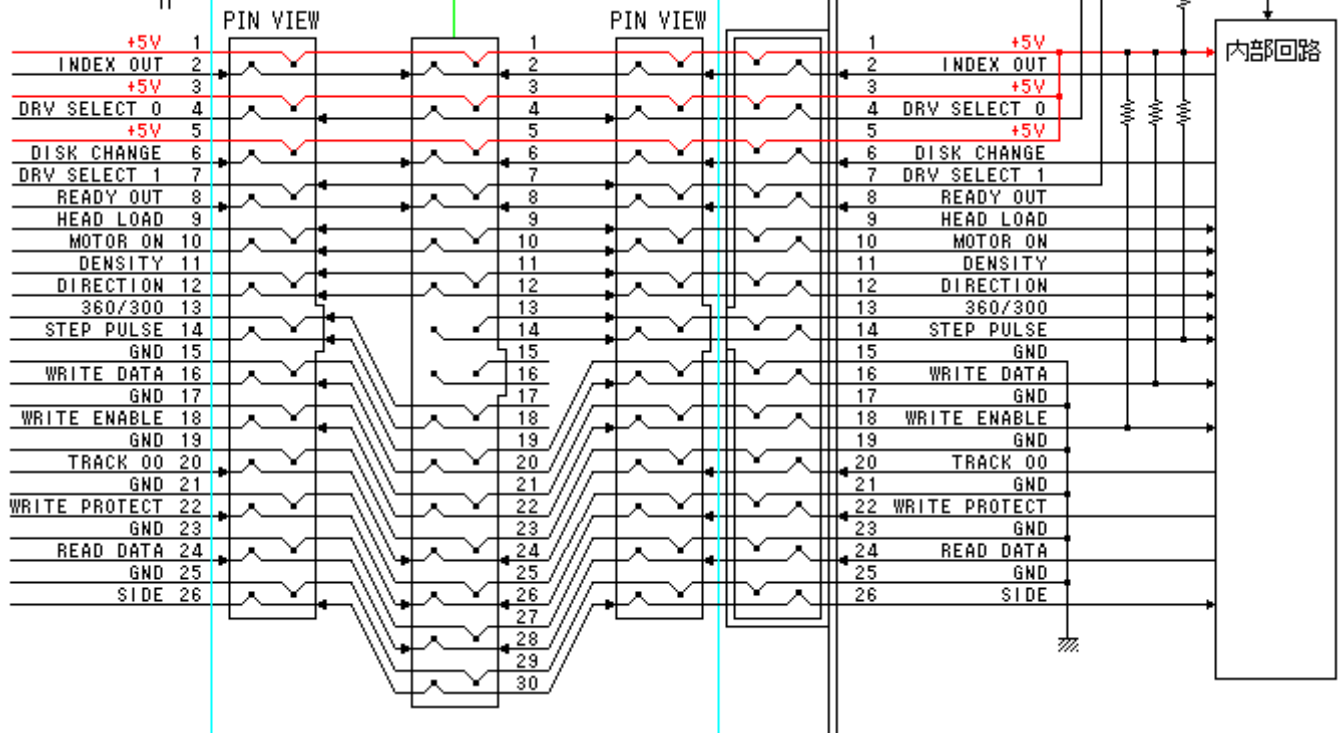 PIN VIEW PIN VIEW
+5V 1 1 1 +5V 内部回路
INDEX OUT 2 2 2 INDEX OUT
+5V 3 3 3 +5V
DRV SELECT 0 4 4 4 DRV SELECT 0
+5V 5 5 5 +5V
DISK CHANGE 6 6 6 DISK CHANGE
DRV SELECT 1 7 7 7 DRV SELECT 1
READY OUT 8 8 8 READY OUT
HEAD LOAD 9 9 9 HEAD LOAD
MOTOR ON 10 10 10 MOTOR ON
DENSITY 11 11 11 DENSITY
DIRECTION 12 12 12 DIRECTION
360/300 13 13 13 360/300
STEP PULSE 14 14 14 STEP PULSE
GND 15 15 15 GND
WRITE DATA 16 16 16 WRITE DATA
GND 17 17 17 GND
WRITE ENABLE 18 18 18 WRITE ENABLE
GND 19 19 19 GND
TRACK 00 20 20 20 TRACK 00
GND 21 21 21 GND
WRITE PROTECT 22 22 22 WRITE PROTECT
GND 23 23 23 GND
READ DATA 24 24 24 READ DATA
GND 25 25 25 GND
SIDE 26 26 26 SIDE
27
28
29
30